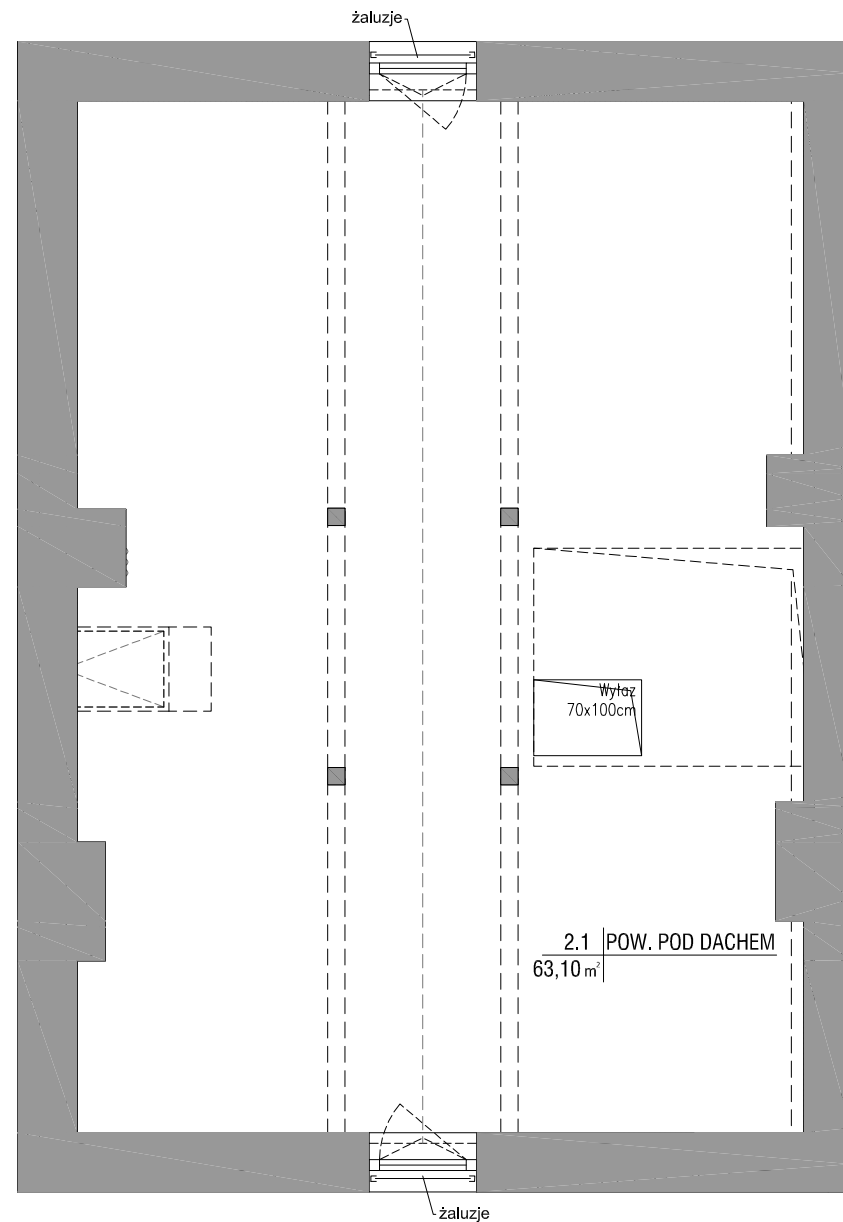 żaluzje
Wyłaz
70x100cm
2.1 POW. POD DACHEM
63,10 m²
żaluzje